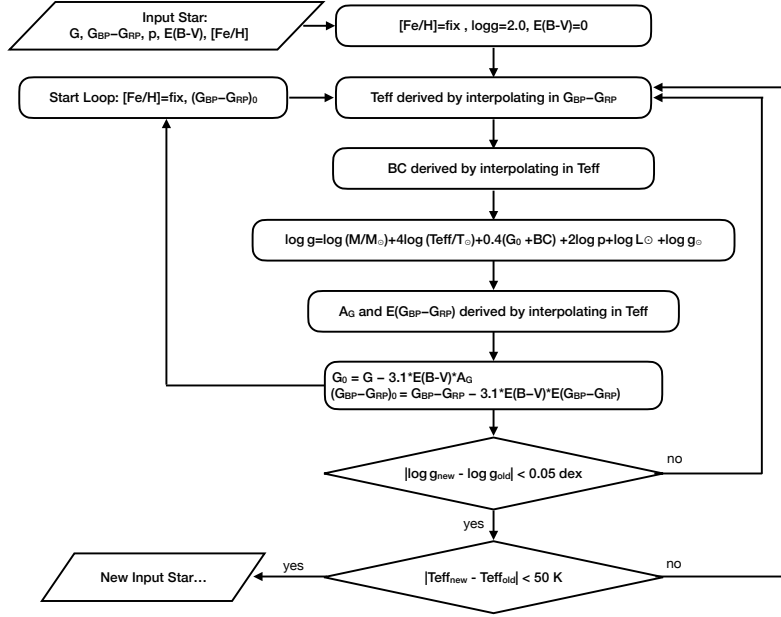 Input Star:
G, GBP−GRP, p, E(B-V), [Fe/H]
[Fe/H]=fix , logg=2.0, E(B-V)=0
Start Loop: [Fe/H]=fix, (GBP−GRP)0
Teff derived by interpolating in GBP−GRP
BC derived by interpolating in Teff
log g=log (M/M⊙)+4log (Teff/T⊙)+0.4(G0 +BC) +2log p+log L⊙ +log g⊙
AG and E(GBP−GRP) derived by interpolating in Teff
G0 = G − 3.1*E(B-V)*AG
(GBP−GRP)0 = GBP−GRP − 3.1*E(B−V)*E(GBP−GRP)
|log gnew - log gold| < 0.05 dex
no
yes
|Teffnew - Teffold| < 50 K
no
yes
New Input Star...